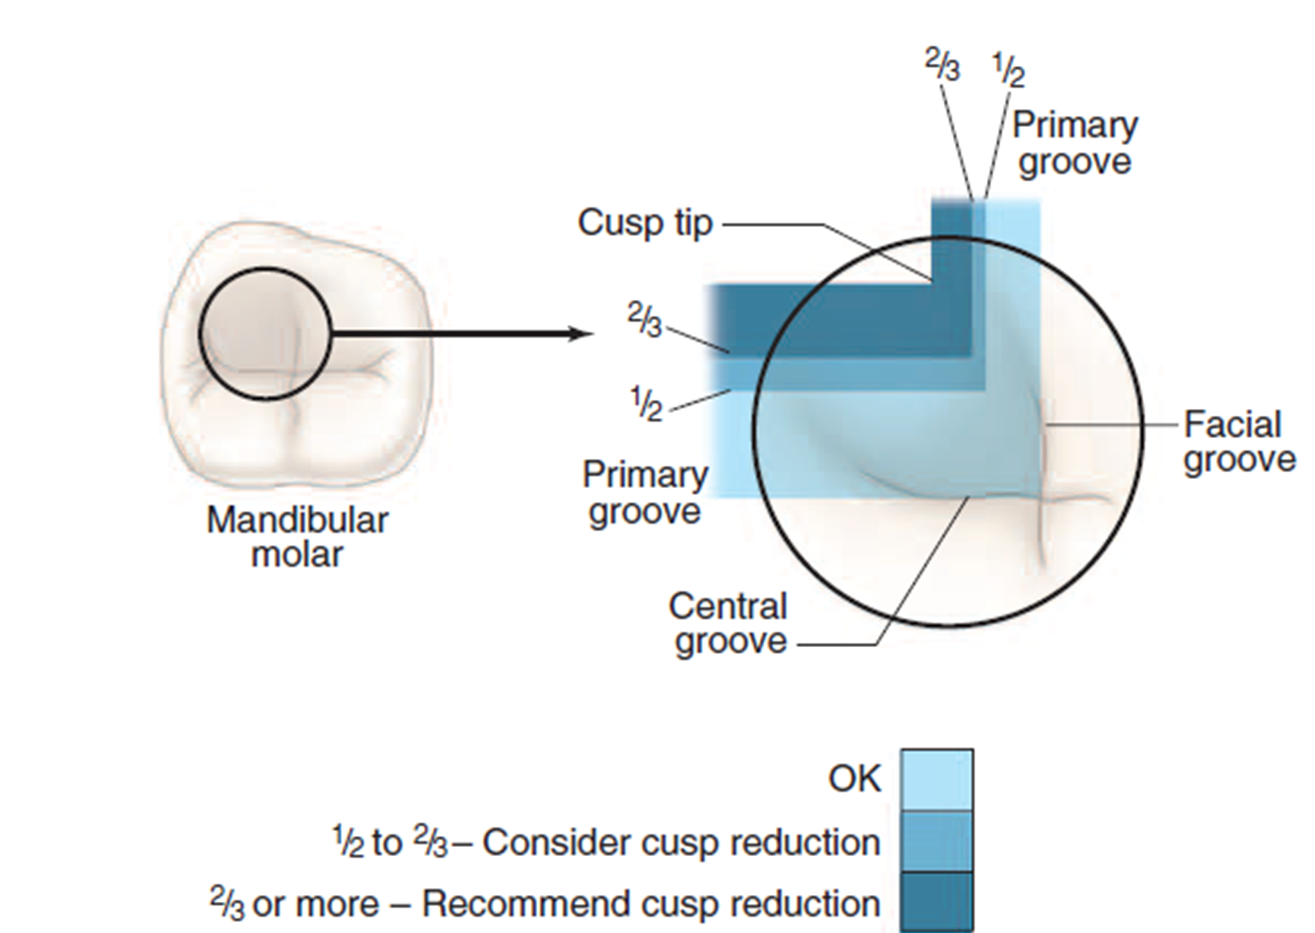 ⅔ ½
Primary
groove
Cusp tip
⅔
½
Facial
groove
Primary
groove
Mandibular
molar
Central
groove
OK
½ to ⅔– Consider cusp reduction
⅔ or more – Recommend cusp reduction